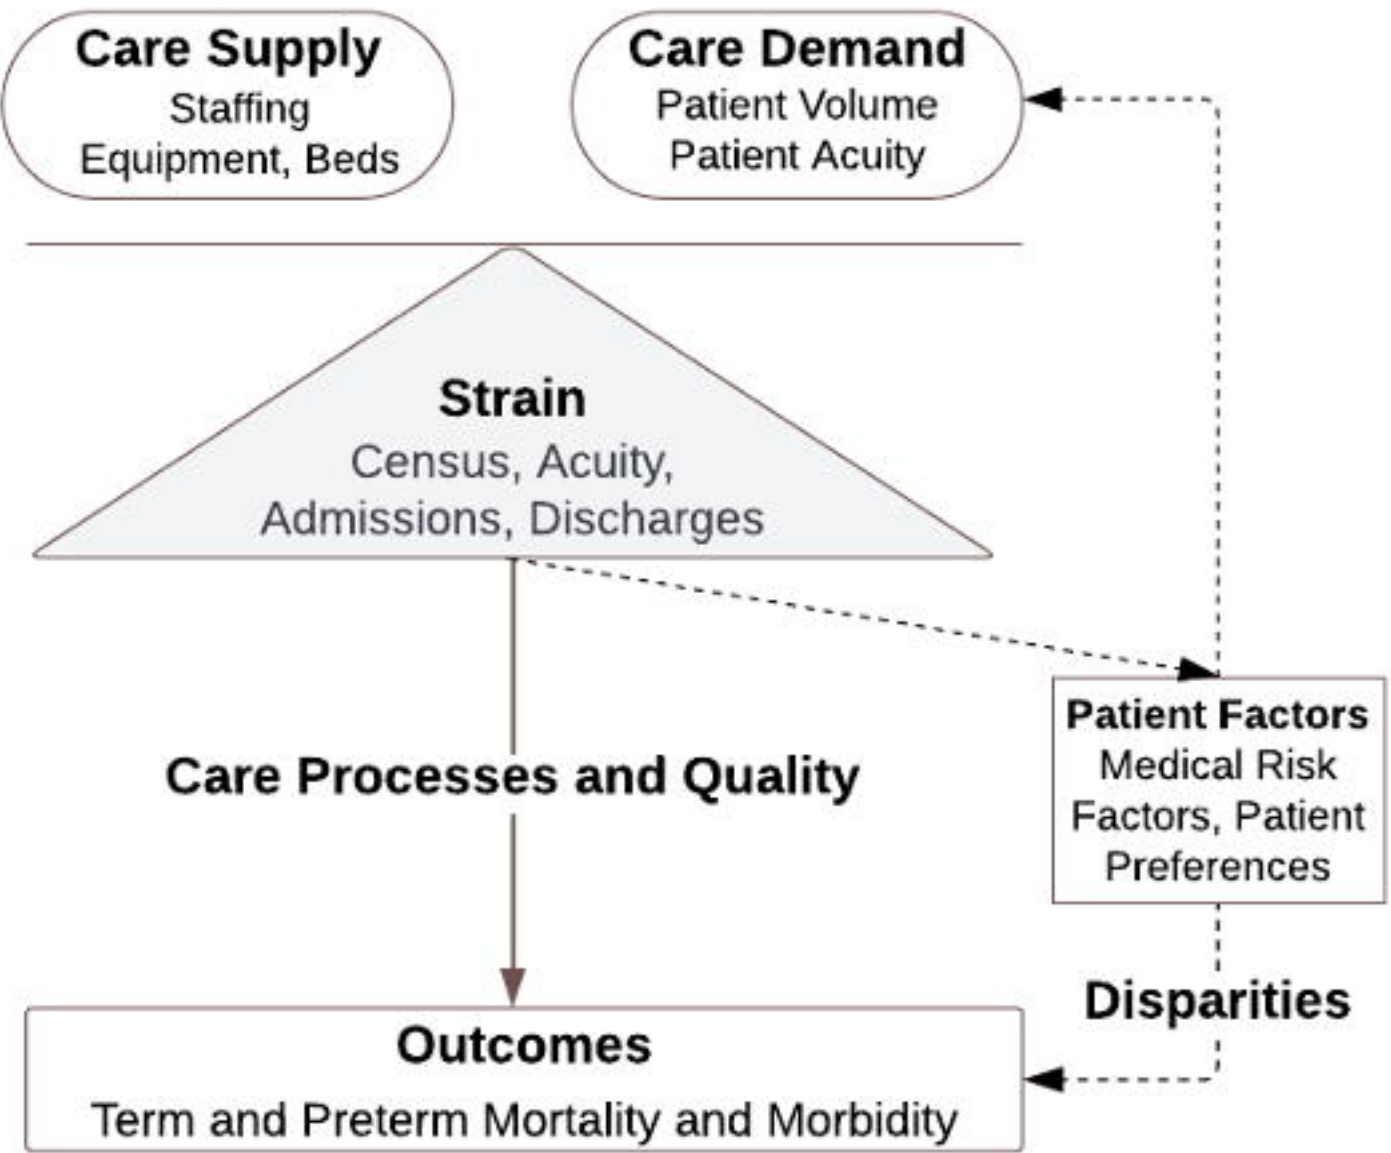 Care Supply
Staffing
Equipment, Beds
Care Demand
Patient Volume
Patient Acuity
Strain
Census, Acuity,
Admissions, Discharges
Patient Factors
Medical Risk
Factors, Patient
Preferences
Care Processes and Quality
Disparities
Outcomes
Term and Preterm Mortality and Morbidity